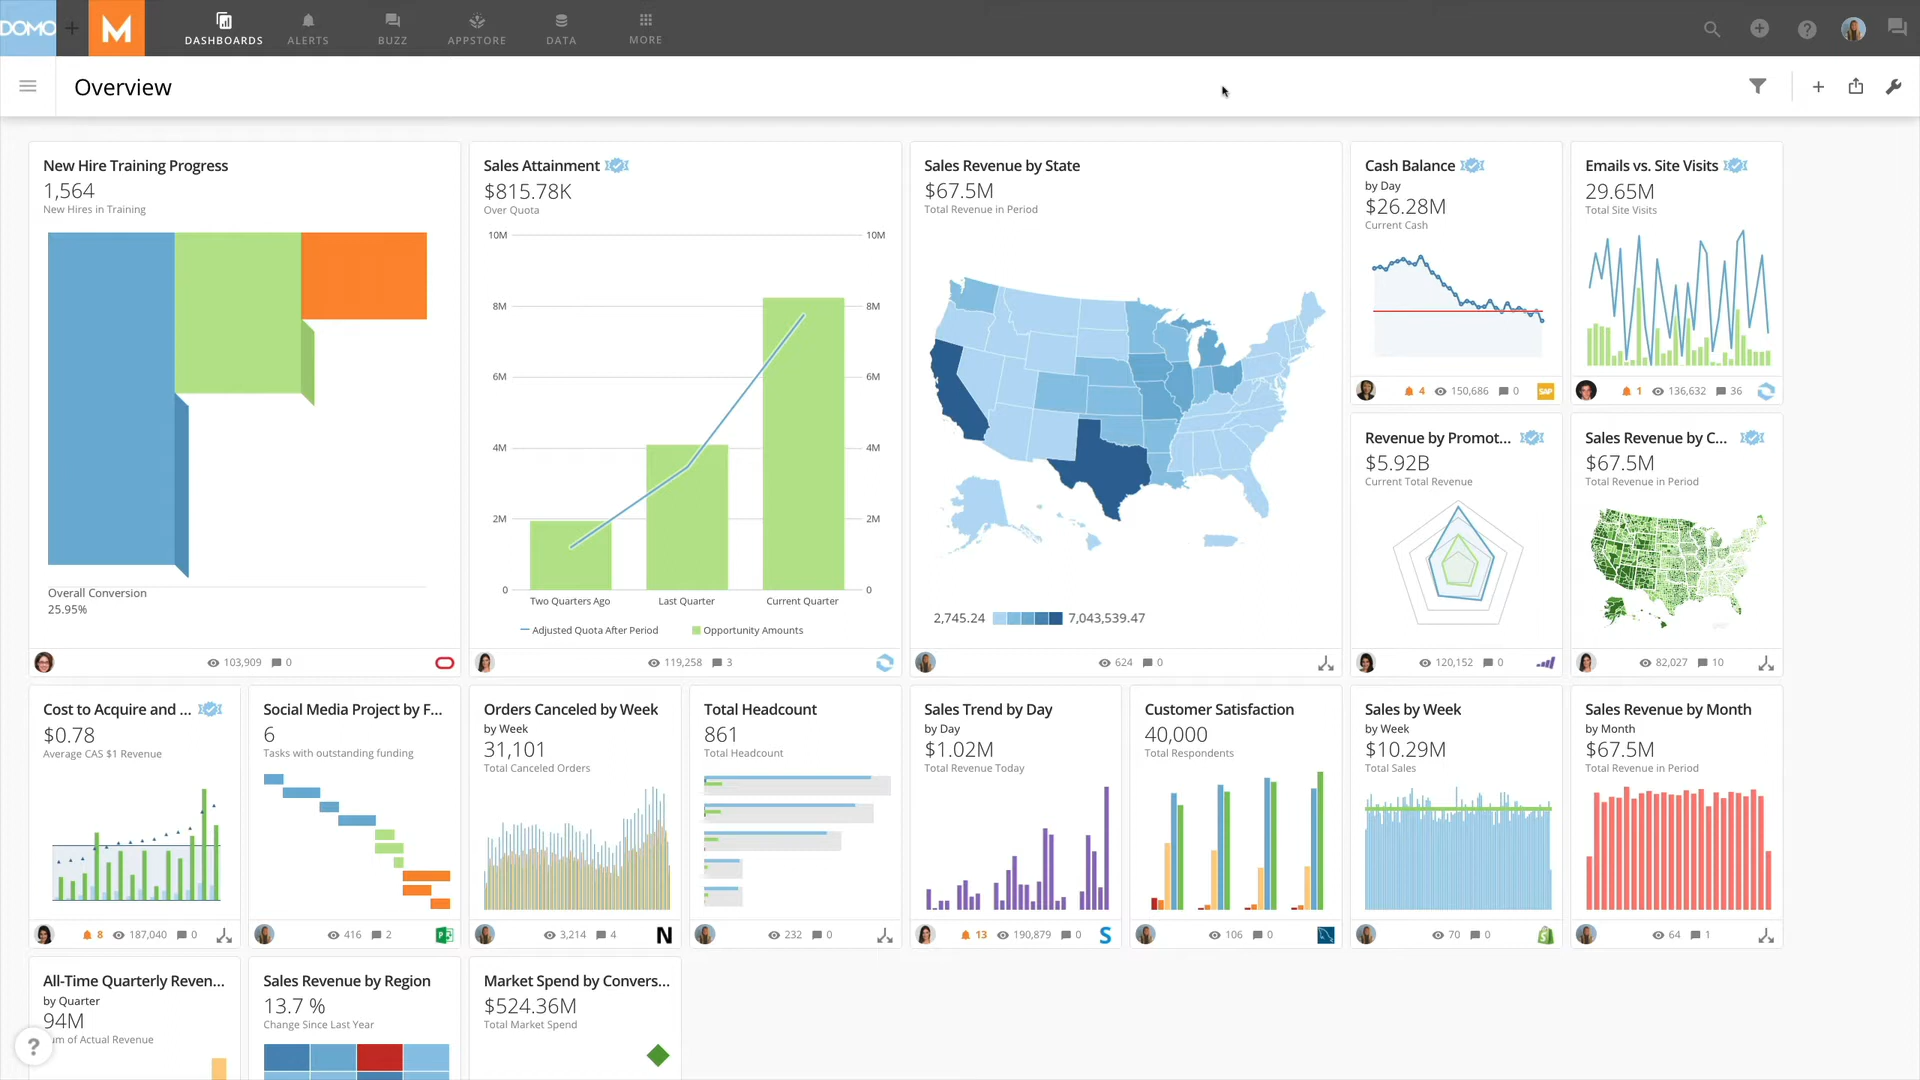 DOMO
M
DASHBOARDS
ALERTS
BUZZ
APPSTORE
DATA
MORE
Overview
New Hire Training Progress
1,564
New Hires in Training
Overall Conversion
25.95%
103,909
0
Sales Attainment
$815.78K
Over Quota
10M
10M
8M
8M
6M
6M
4M
4M
2M
2M
0
0
Two Quarters Ago
Last Quarter
Current Quarter
Adjusted Quota After Period
Opportunity Amounts
119,258
3
Sales Revenue by State
$67.5M
Total Revenue in Period
2,745.24
7,043,539.47
624
0
Cash Balance
by Day
$26.28M
Current Cash
4
150,686
0
SAP
Emails vs. Site Visits
29.65M
Total Site Visits
1
136,632
36
Revenue by Promot...
$5.92B
Current Total Revenue
120,152
0
Sales Revenue by C...
$67.5M
Total Revenue in Period
82,027
10
Cost to Acquire and ...
$0.78
Average CAS $1 Revenue
8
187,040
0
Social Media Project by F...
6
Tasks with outstanding funding
416
2
Orders Canceled by Week
by Week
31,101
Total Canceled Orders
3,214
4
N
Total Headcount
861
Total Headcount
232
0
Sales Trend by Day
by Day
$1.02M
Total Revenue Today
13
190,879
0
S
Customer Satisfaction
40,000
Total Respondents
106
0
Sales by Week
by Week
$10.29M
Total Sales
70
0
Sales Revenue by Month
by Month
$67.5M
Total Revenue in Period
64
1
All-Time Quarterly Reven...
by Quarter
94M
um of Actual Revenue
?
Sales Revenue by Region
13.7 %
Change Since Last Year
Market Spend by Convers...
$524.36M
Total Market Spend